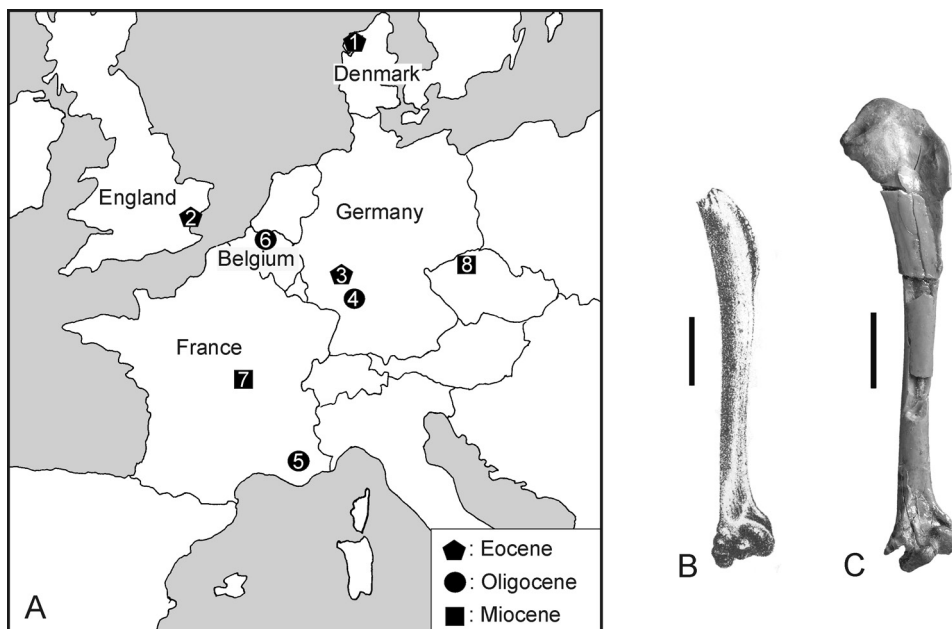 1
Denmark
England
2
Germany
6
Belgium
3
8
4
France
7
5
: Eocene
: Oligocene
: Miocene
A
B
C